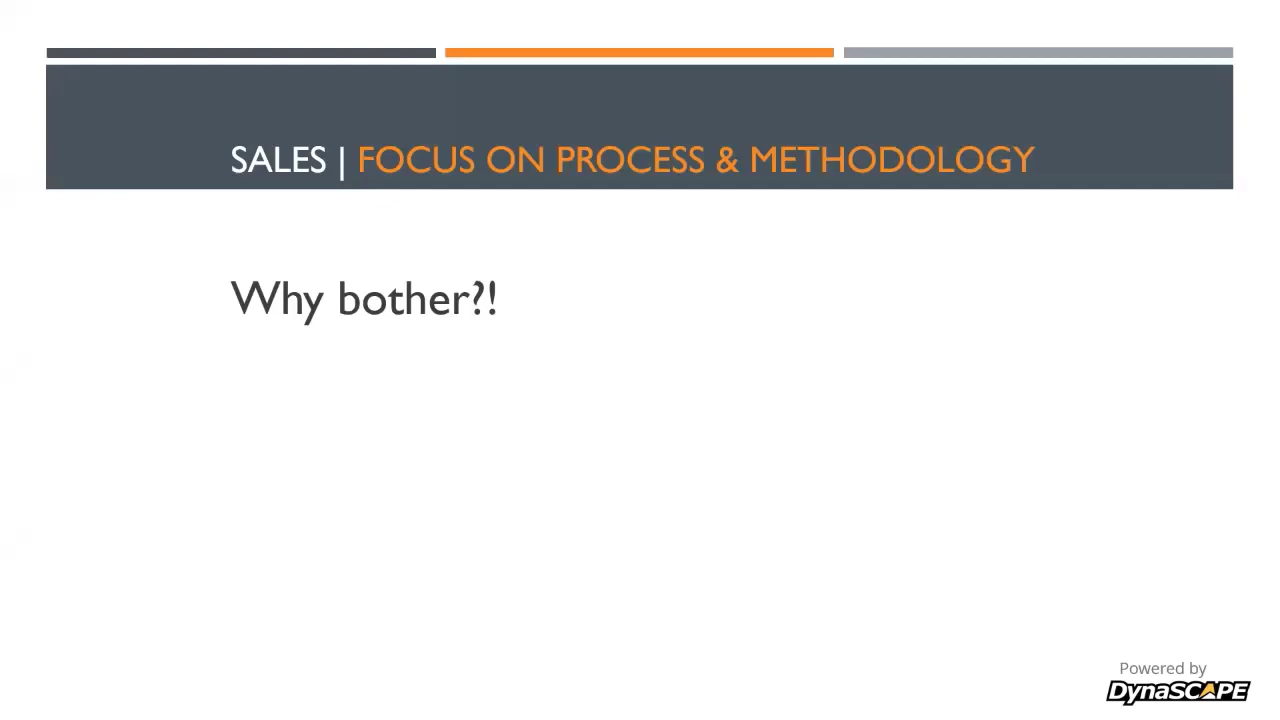 SALES | FOCUS ON PROCESS & METHODOLOGY
Why bother?!
Powered by
DynaSCAPE